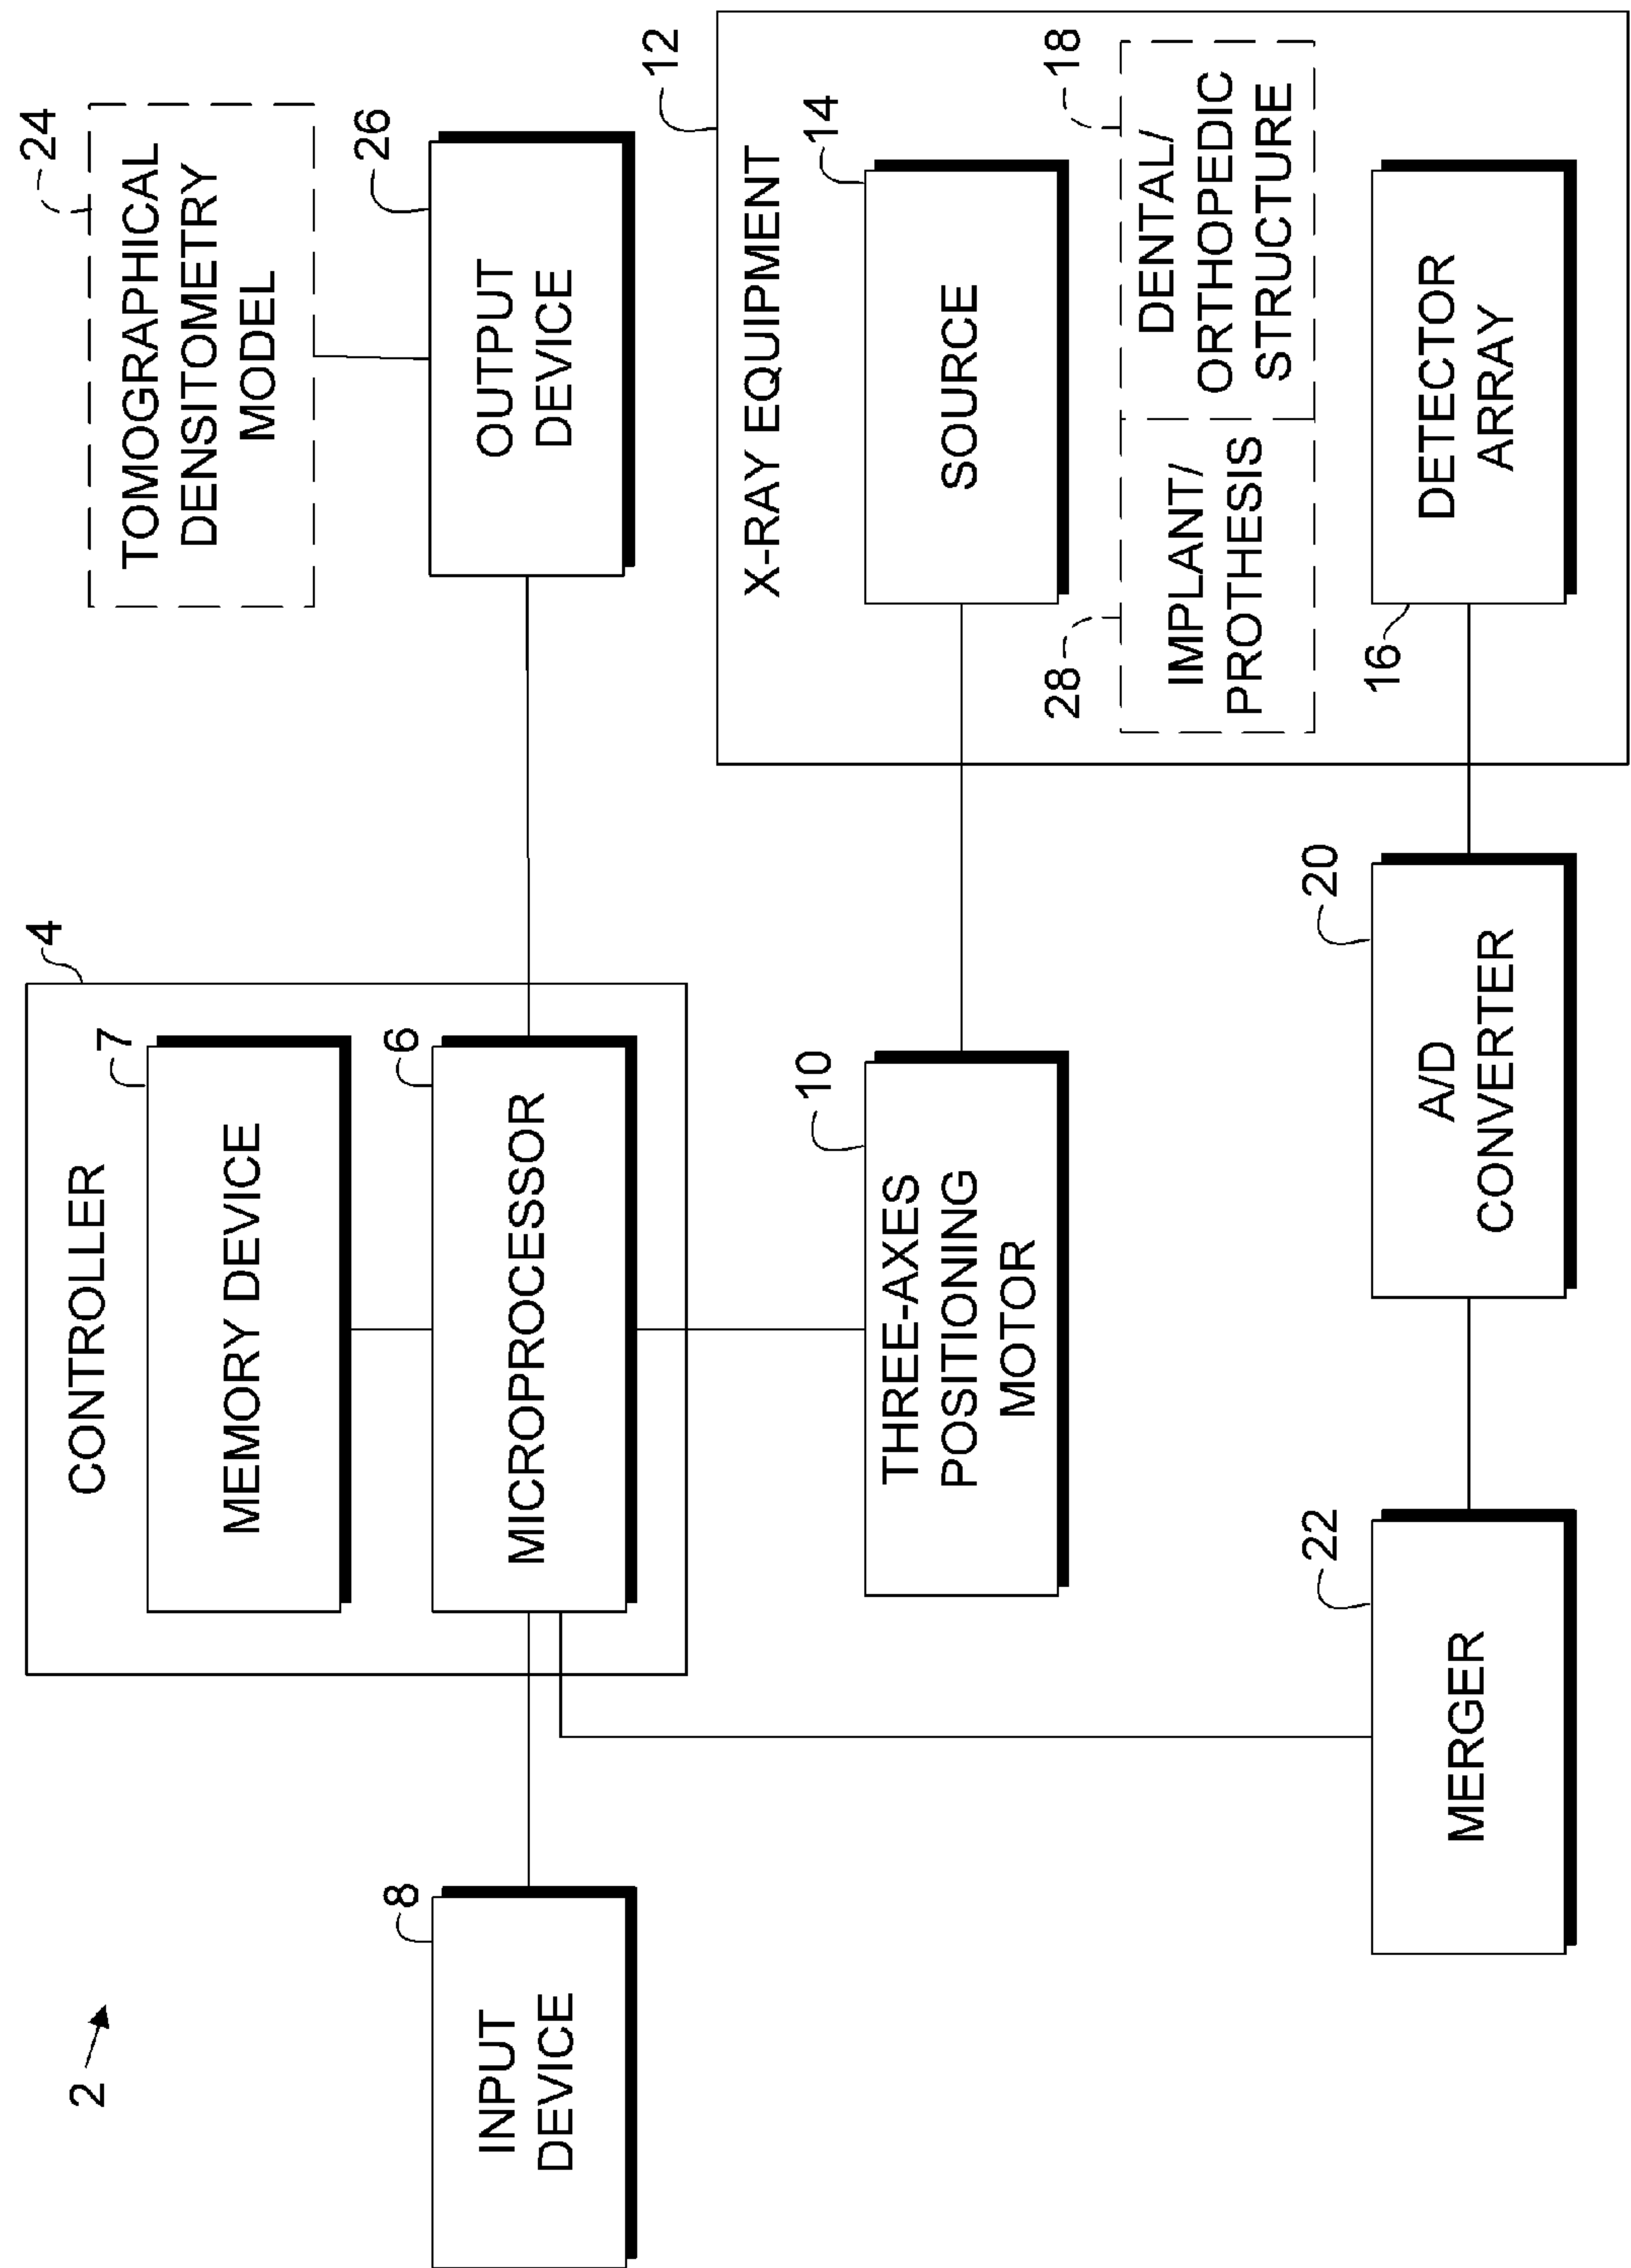 2
CONTROLLER
4
MEMORY DEVICE
7
MICROPROCESSOR
6
INPUT
DEVICE
8
TOMOGRAPHICAL
DENSITOMETRY
MODEL
24
OUTPUT
DEVICE
26
THREE-AXES
POSITIONING
MOTOR
10
X-RAY EQUIPMENT
12
SOURCE
14
IMPLANT/
PROTHESIS
28
DENTAL/
ORTHOPEDIC
STRUCTURE
18
DETECTOR
ARRAY
16
A/D
CONVERTER
20
MERGER
22